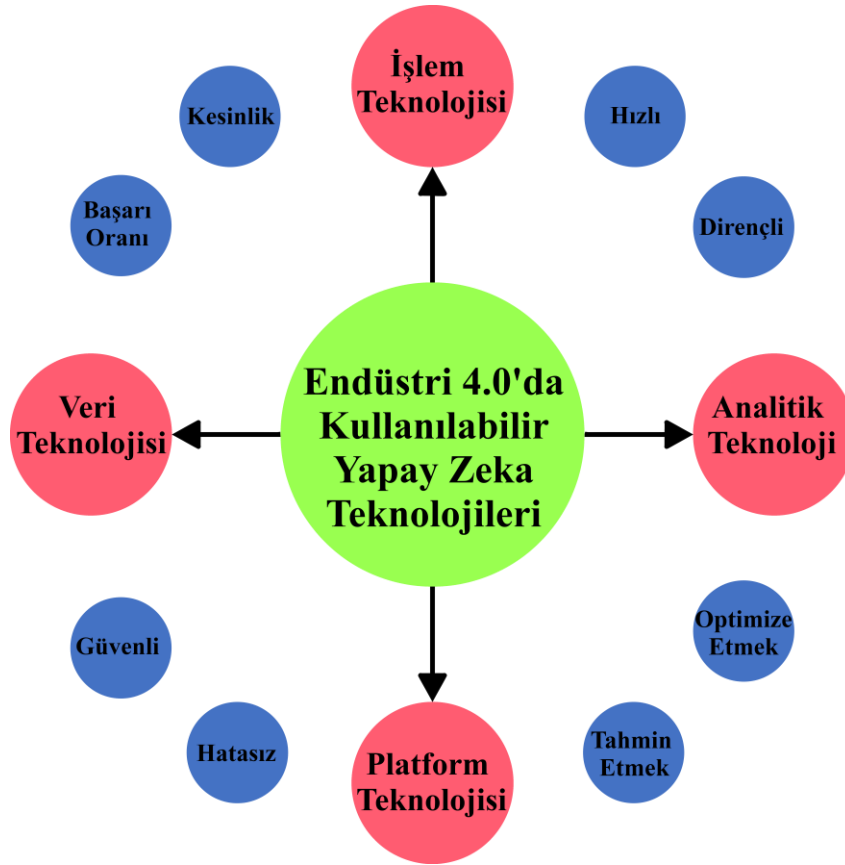 İşlem
Teknolojisi
Kesinlik
Hızlı
Başarı
Oranı
Dirençli
Veri
Teknolojisi
Endüstri 4.0'da
Kullanılabilir
Yapay Zeka
Teknolojileri
Analitik
Teknoloji
Güvenli
Optimize
Etmek
Hatasız
Platform
Teknolojisi
Tahmin
Etmek